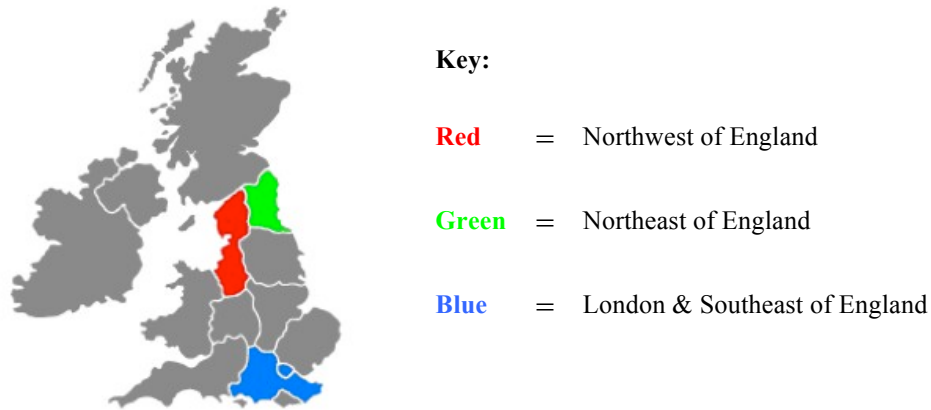 Key:
Red = Northwest of England
Green = Northeast of England
Blue = London & Southeast of England